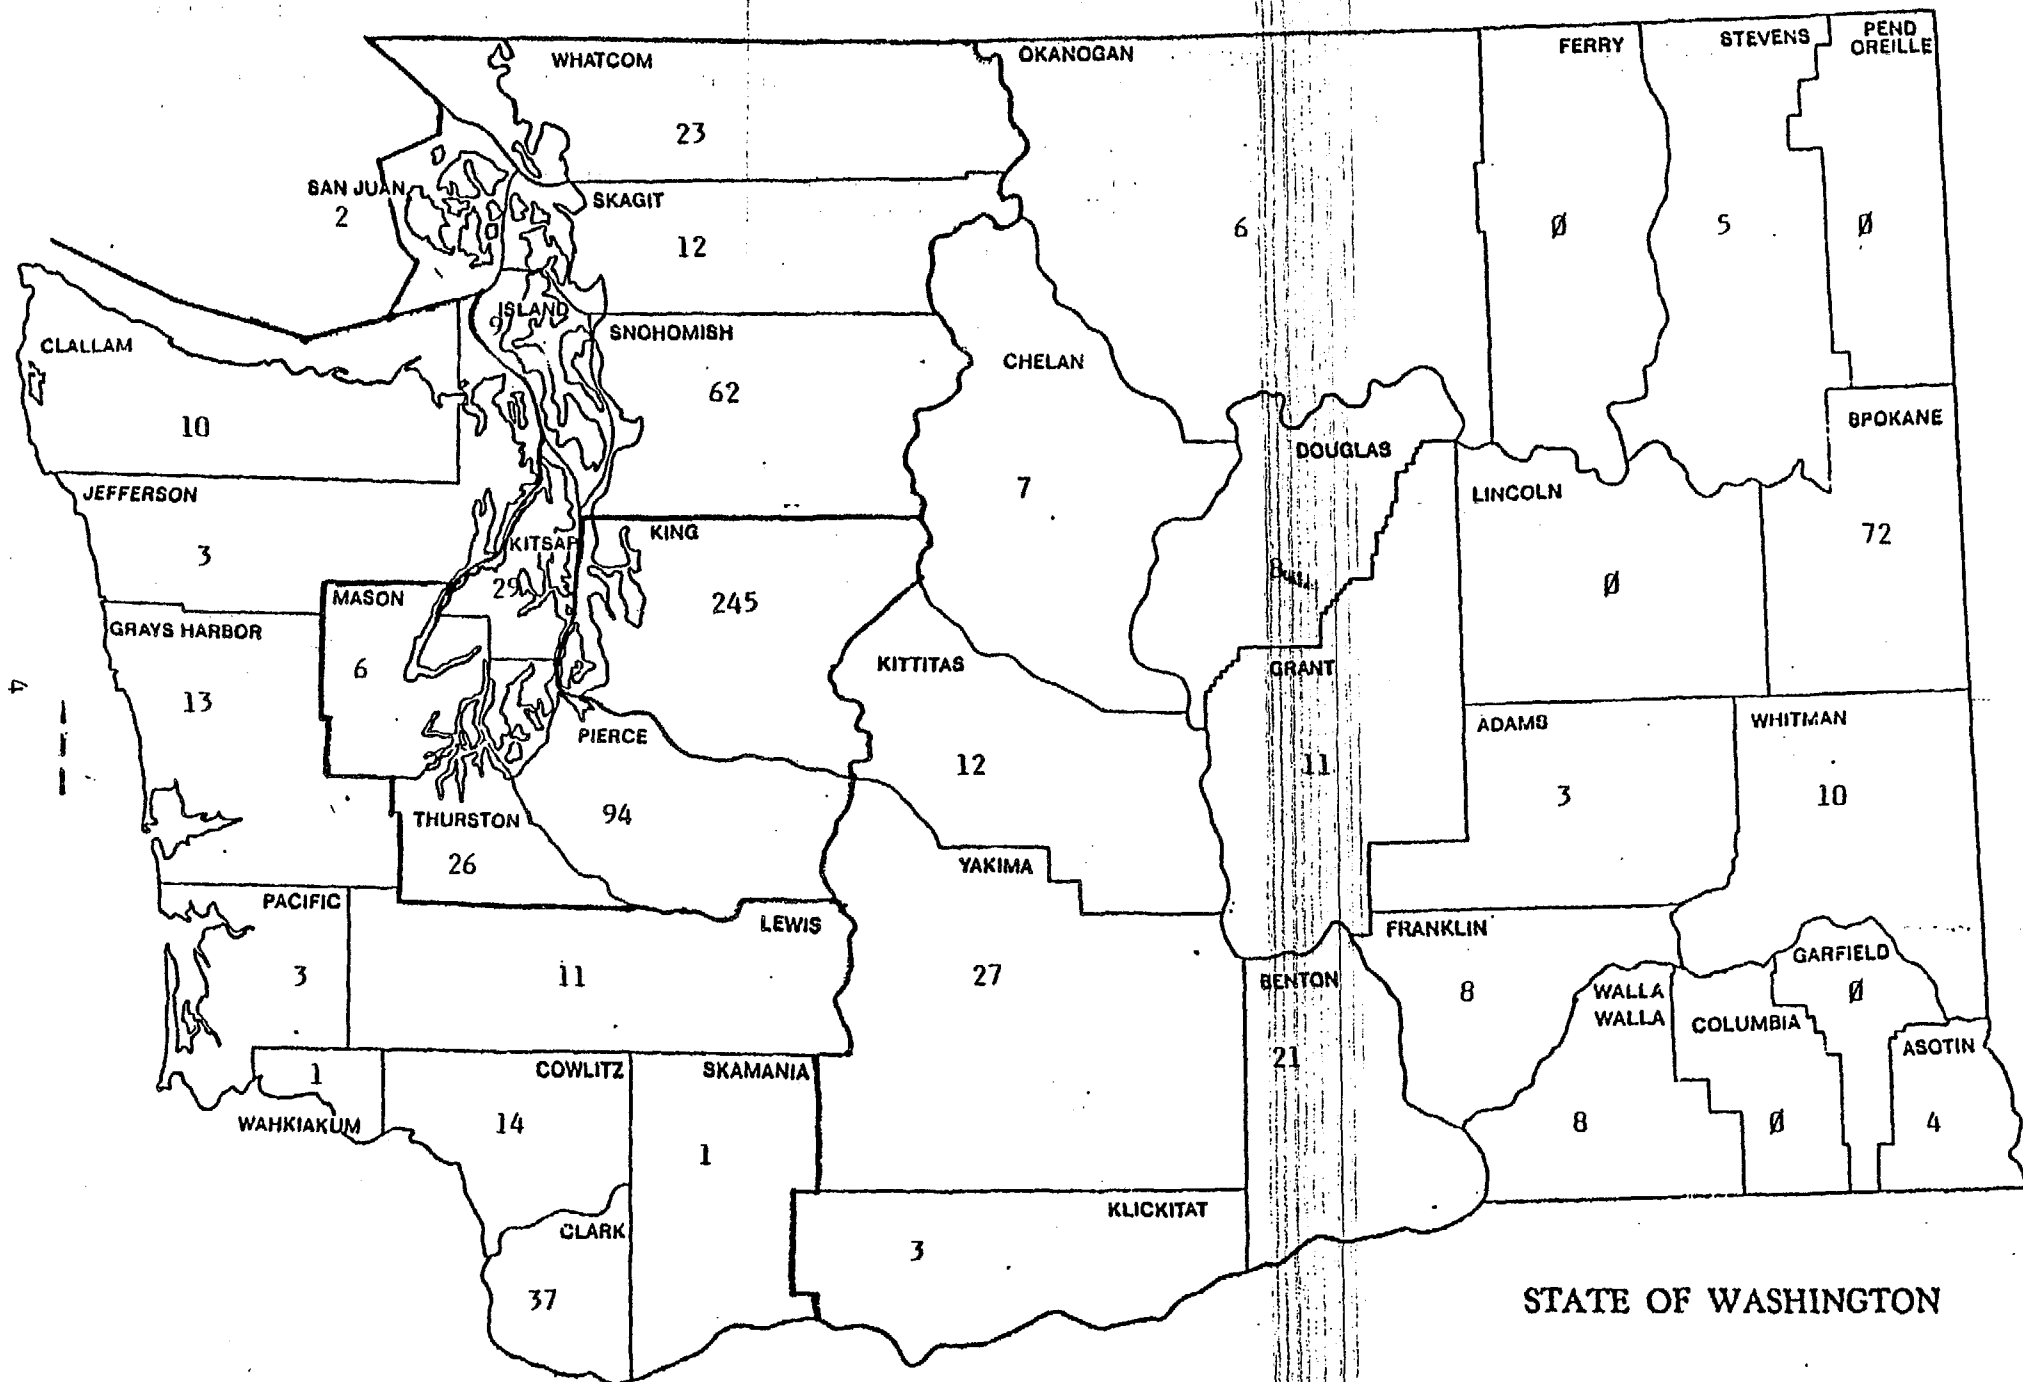 WHATCOM
23
OKANOGAN
6
FERRY
Ø
STEVENS
5
PEND
OREILLE
Ø
SAN JUAN
2
SKAGIT
12
ISLAND
9
SNOHOMISH
62
CLALLAM
10
CHELAN
7
DOUGLAS
LINCOLN
Ø
SPOKANE
72
JEFFERSON
3
KITSAP
29
KING
245
MASON
6
GRAYS HARBOR
13
KITTITAS
12
GRANT
11
ADAMS
3
WHITMAN
10
PIERCE
94
THURSTON
26
YAKIMA
27
PACIFIC
3
LEWIS
11
BENTON
21
FRANKLIN
8
WALLA
WALLA
8
COLUMBIA
Ø
GARFIELD
Ø
ASOTIN
4
1
WAHKIAKUM
COWLITZ
14
SKAMANIA
1
CLARK
37
KLICKITAT
3
STATE OF WASHINGTON
4